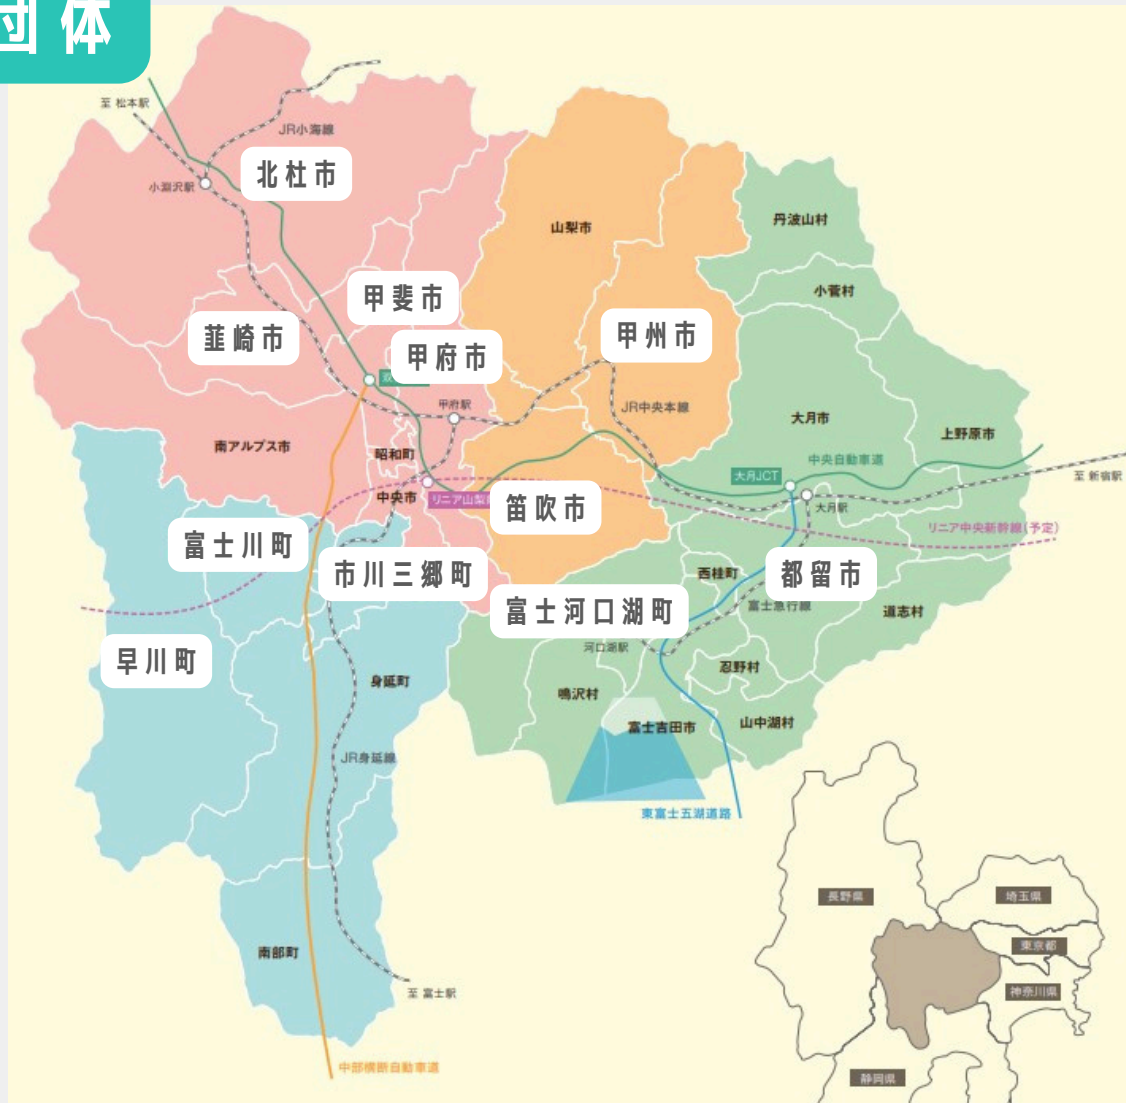 団体
至 松本駅
JR小海線
北杜市
小淵沢駅
山梨市
丹波山村
小菅村
甲斐市
韮崎市
甲府市
甲州市
甲府駅
JR中央本線
大月市
上野原市
南アルプス市
昭和町
中央自動車道
大月JCT
至 新宿駅
中央市
リニア山梨
笛吹市
大月駅
リニア中央新幹線(予定)
富士川町
市川三郷町
西桂町
都留市
富士河口湖町
富士急行線
道志村
早川町
河口湖駅
忍野村
身延町
鳴沢村
富士吉田市
山中湖村
JR身延線
東富士五湖道路
長野県
埼玉県
東京都
南部町
神奈川県
至 富士駅
中部横断自動車道
静岡県